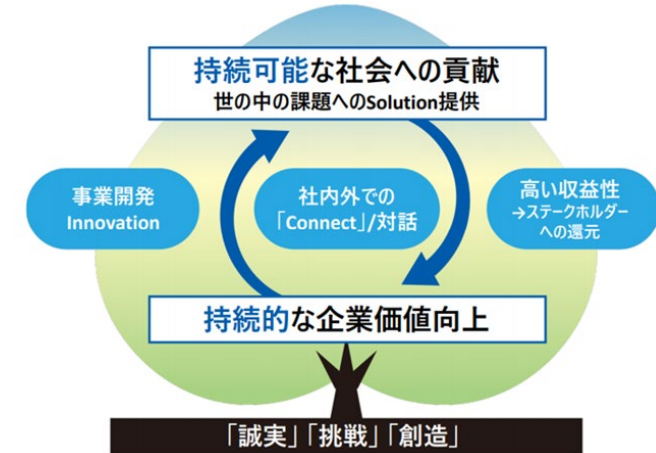 持続可能な社会への貢献
世の中の課題へのSolution提供
事業開発
Innovation
社内外での
「Connect」/対話
高い収益性
→ステークホルダー
への還元
持続的な企業価値向上
「誠実」「挑戦」「創造」